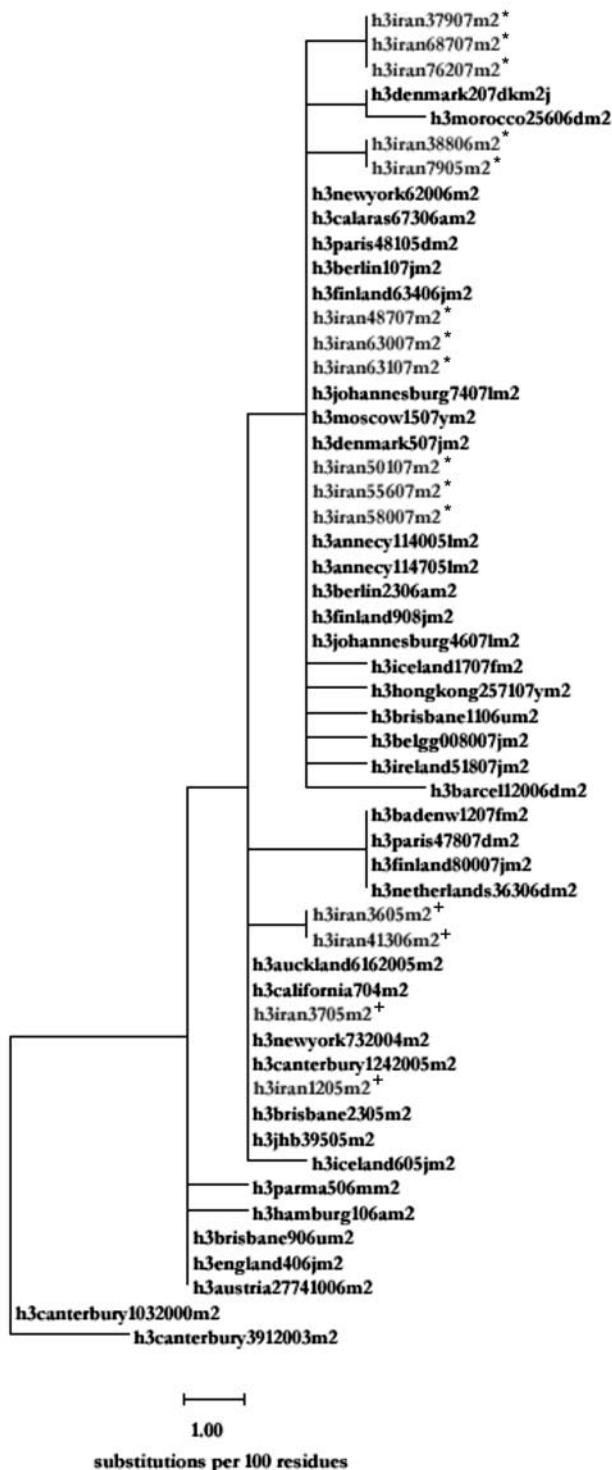 h3iran37907m2*
h3iran68707m2*
h3iran76207m2*
h3denmark207dkm2j
h3morocco25606dm2
h3iran38806m2*
h3iran7905m2*
h3newyork62006m2
h3calaras67306am2
h3paris48105dm2
h3berlin107jm2
h3finland63406jm2
h3iran48707m2*
h3iran63007m2*
h3iran63107m2*
h3johannesburg7407lm2
h3moscow1507ym2
h3denmark507jm2
h3iran50107m2*
h3iran55607m2*
h3iran58007m2*
h3annecy114005lm2
h3annecy114705lm2
h3berlin2306am2
h3finland908jm2
h3johannesburg4607lm2
h3iceland1707fm2
h3hongkong257107ym2
h3brisbane1106um2
h3belgg008007jm2
h3ireland51807jm2
h3barcel12006dm2
h3badenw1207fm2
h3paris47807dm2
h3finland80007jm2
h3netherlands36306dm2
h3iran3605m2+
h3iran41306m2+
h3auckland6162005m2
h3california704m2
h3iran3705m2+
h3newyork732004m2
h3canterbury1242005m2
h3iran1205m2+
h3brisbane2305m2
h3jhb39505m2
h3iceland605jm2
h3parma506mm2
h3hamburg106am2
h3brisbane906um2
h3england406jm2
h3austria27741006m2
h3canterbury1032000m2
h3canterbury3912003m2
1.00
substitutions per 100 residues